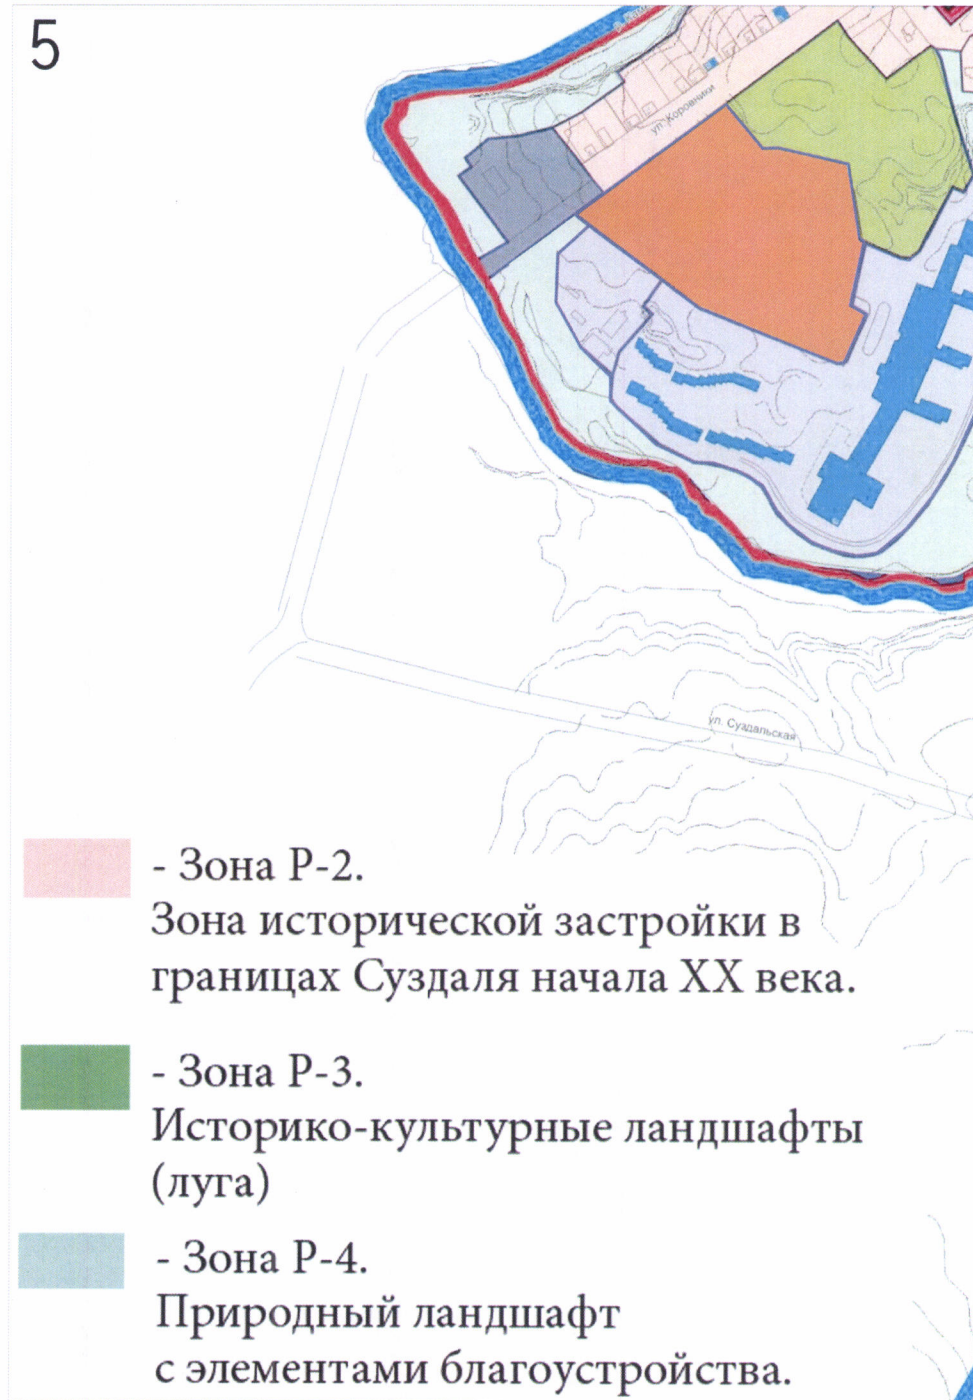 5
ул. Коровники
ул. Суздальская
- Зона Р-2.
Зона исторической застройки в
границах Суздаля начала XX века.
- Зона Р-3.
Историко-культурные ландшафты
(луга)
- Зона Р-4.
Природный ландшафт
с элементами благоустройства.